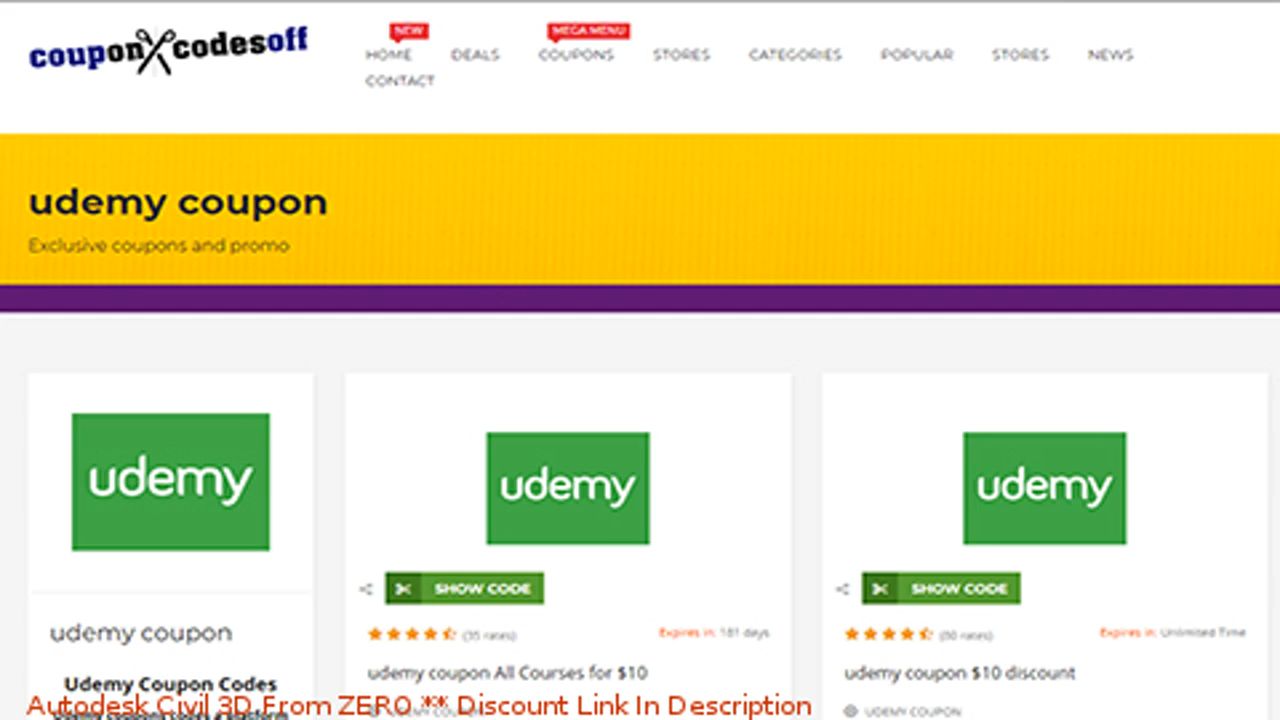 couponcodesoff
NEW
MEGA MENU
HOME DEALS COUPONS STORES CATEGORIES POPULAR STORES NEWS
CONTACT
udemy coupon
Exclusive coupons and promo
udemy
udemy
udemy
SHOW CODE
SHOW CODE
(35 rates)
Expires in: 181 days
(80 rates)
Expires in: Unlimited Time
udemy coupon
udemy coupon All Courses for $10
udemy coupon $10 discount
Udemy Coupon Codes
Autodesk Civil 3D From ZERO ** Discount Link In Description
UDEMY COUPON